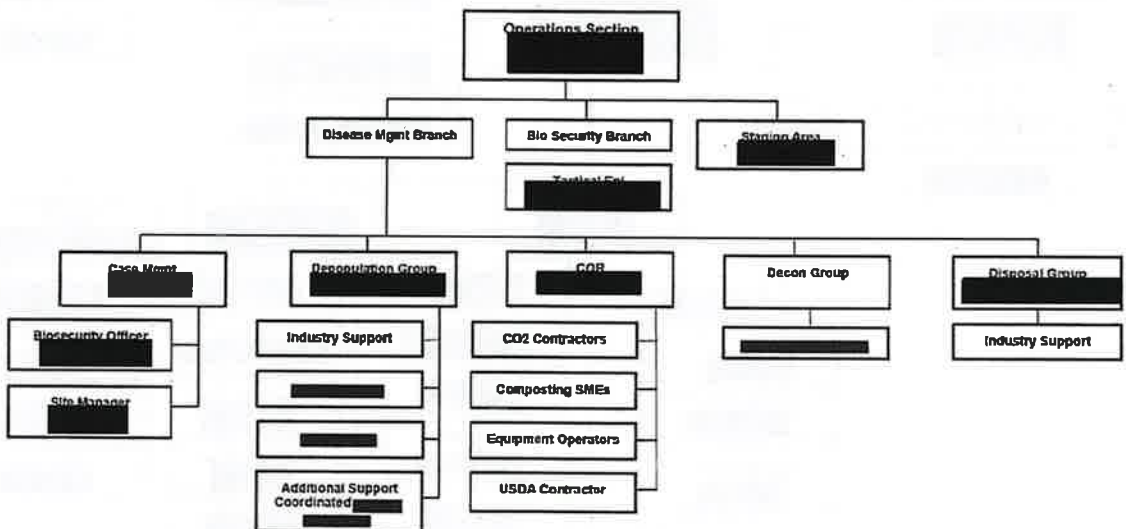 Operations Section
Disease Mgmt Branch
Bio Security Branch
Staging Area
Tactical Epi
Case Mgmt
Depopulation Group
COR
Decon Group
Disposal Group
Biosecurity Officer
Industry Support
CO2 Contractors
Industry Support
Site Manager
Composting SMEs
Equipment Operators
Additional Support
Coordinated
USDA Contractor